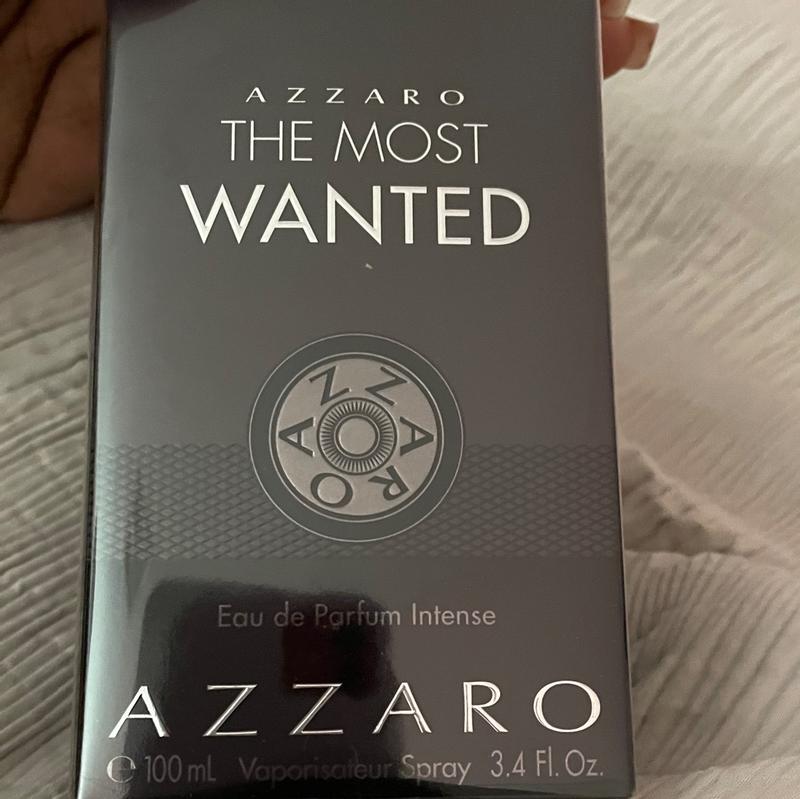 AZZARO
THE MOST
WANTED
AZZARO
Eau de Parfum Intense
AZZARO
℮ 100 mL Vaporisateur Spray 3.4 Fl. Oz.